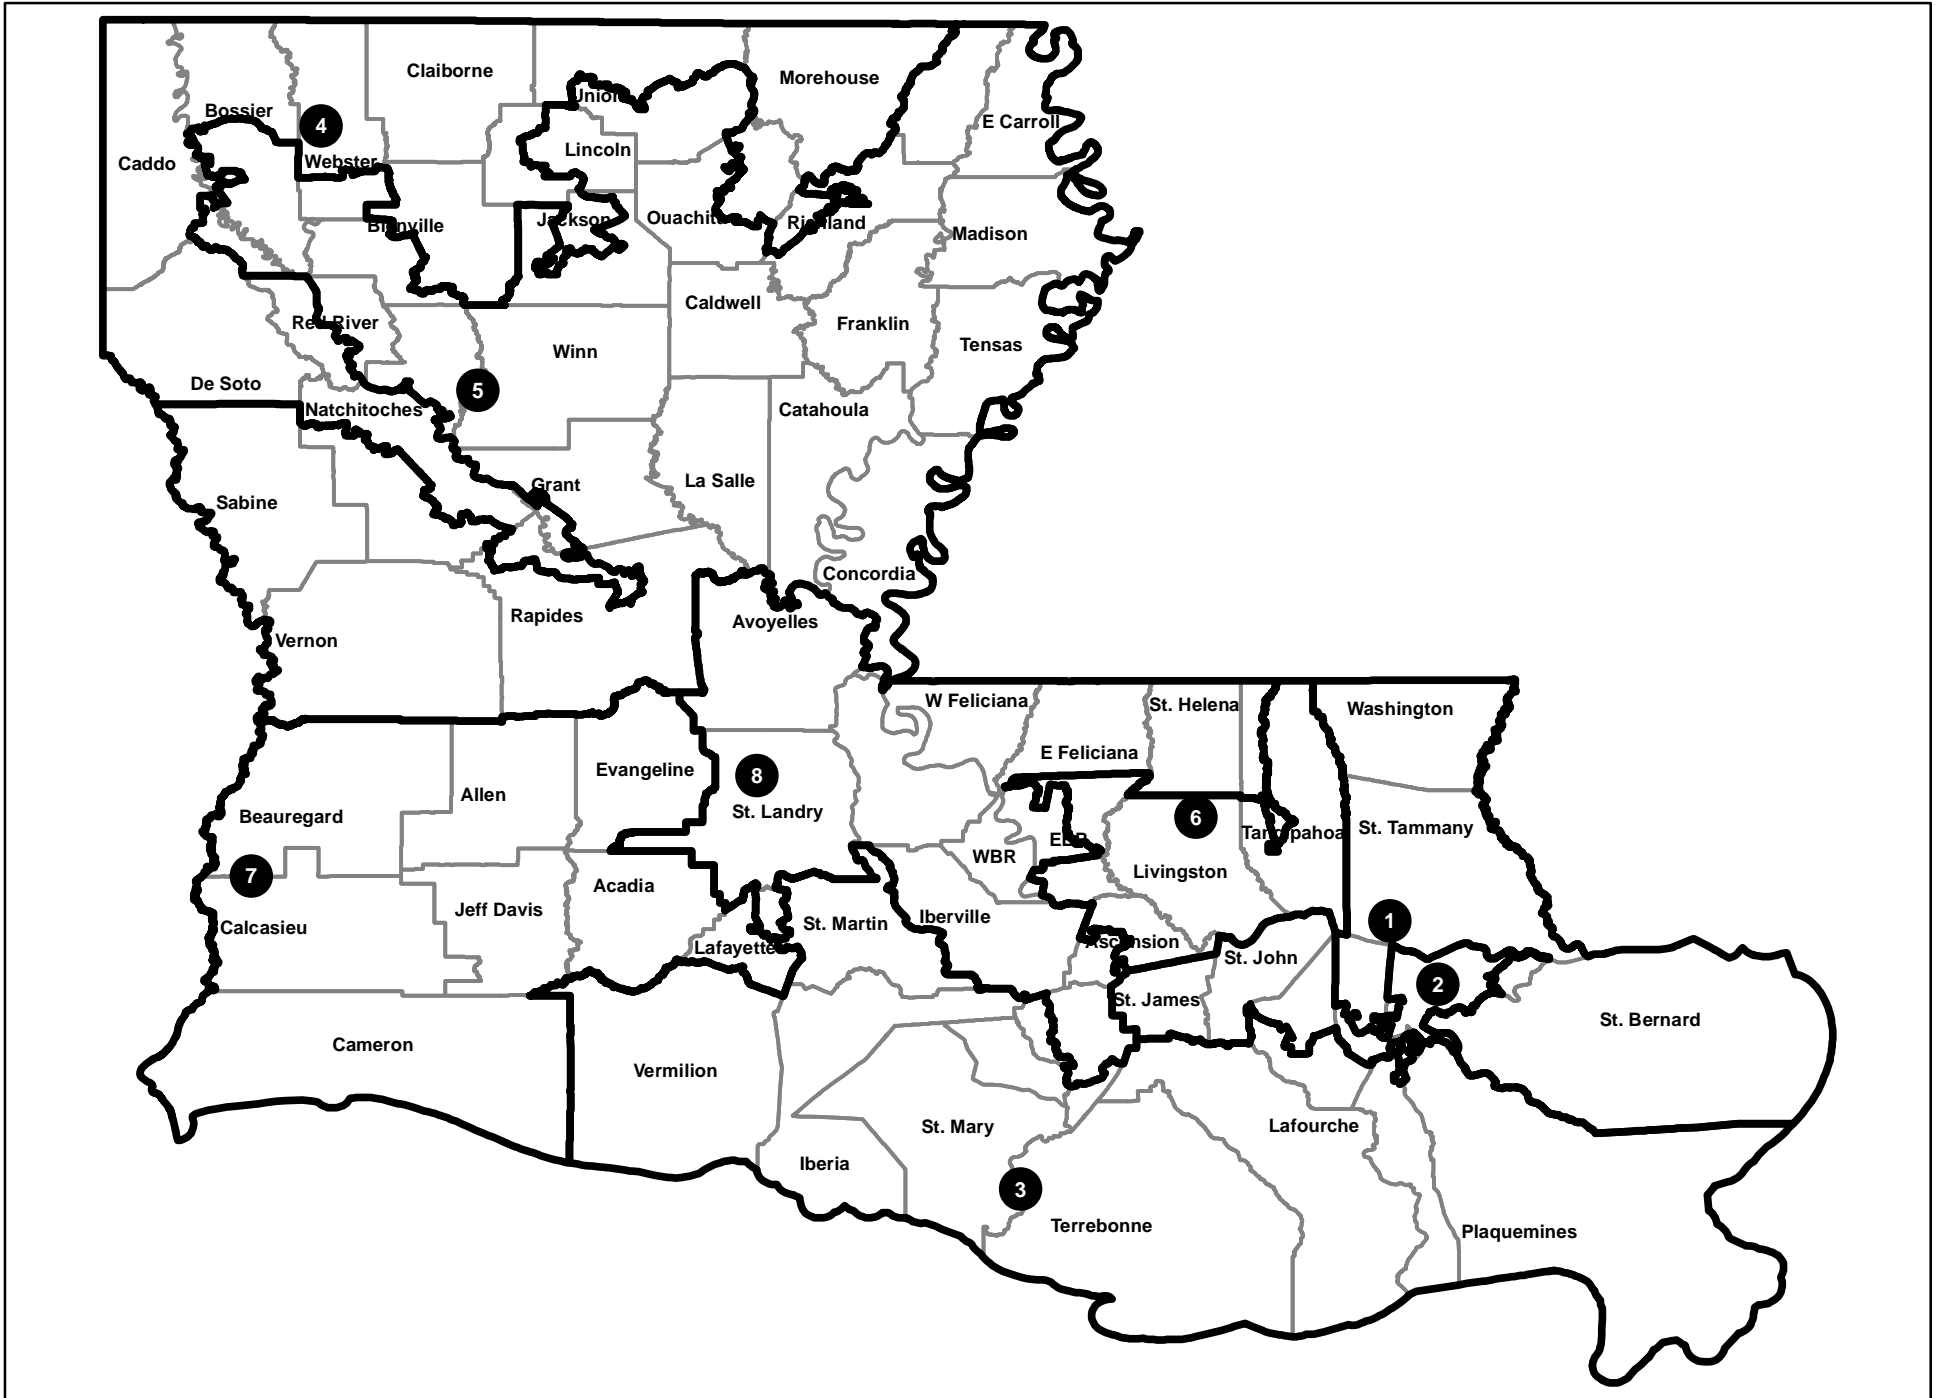 Claiborne
Union
Morehouse
Bossier
4
E Carroll
Caddo
Webster
Lincoln
Bienville
Jackson
Ouachita
Richland
Madison
Caldwell
Red River
Franklin
Winn
Tensas
De Soto
5
Natchitoches
Catahoula
Sabine
Grant
La Salle
Concordia
Rapides
Avoyelles
Vernon
W Feliciana
St. Helena
Washington
E Feliciana
Evangeline
8
Allen
St. Landry
Beauregard
6
Tangipahoa
St. Tammany
EBR
WBR
Livingston
7
Acadia
Jeff Davis
St. Martin
Iberville
1
Calcasieu
Lafayette
Ascension
St. John
2
St. James
St. Bernard
Cameron
Vermilion
St. Mary
Lafourche
Iberia
3
Terrebonne
Plaquemines